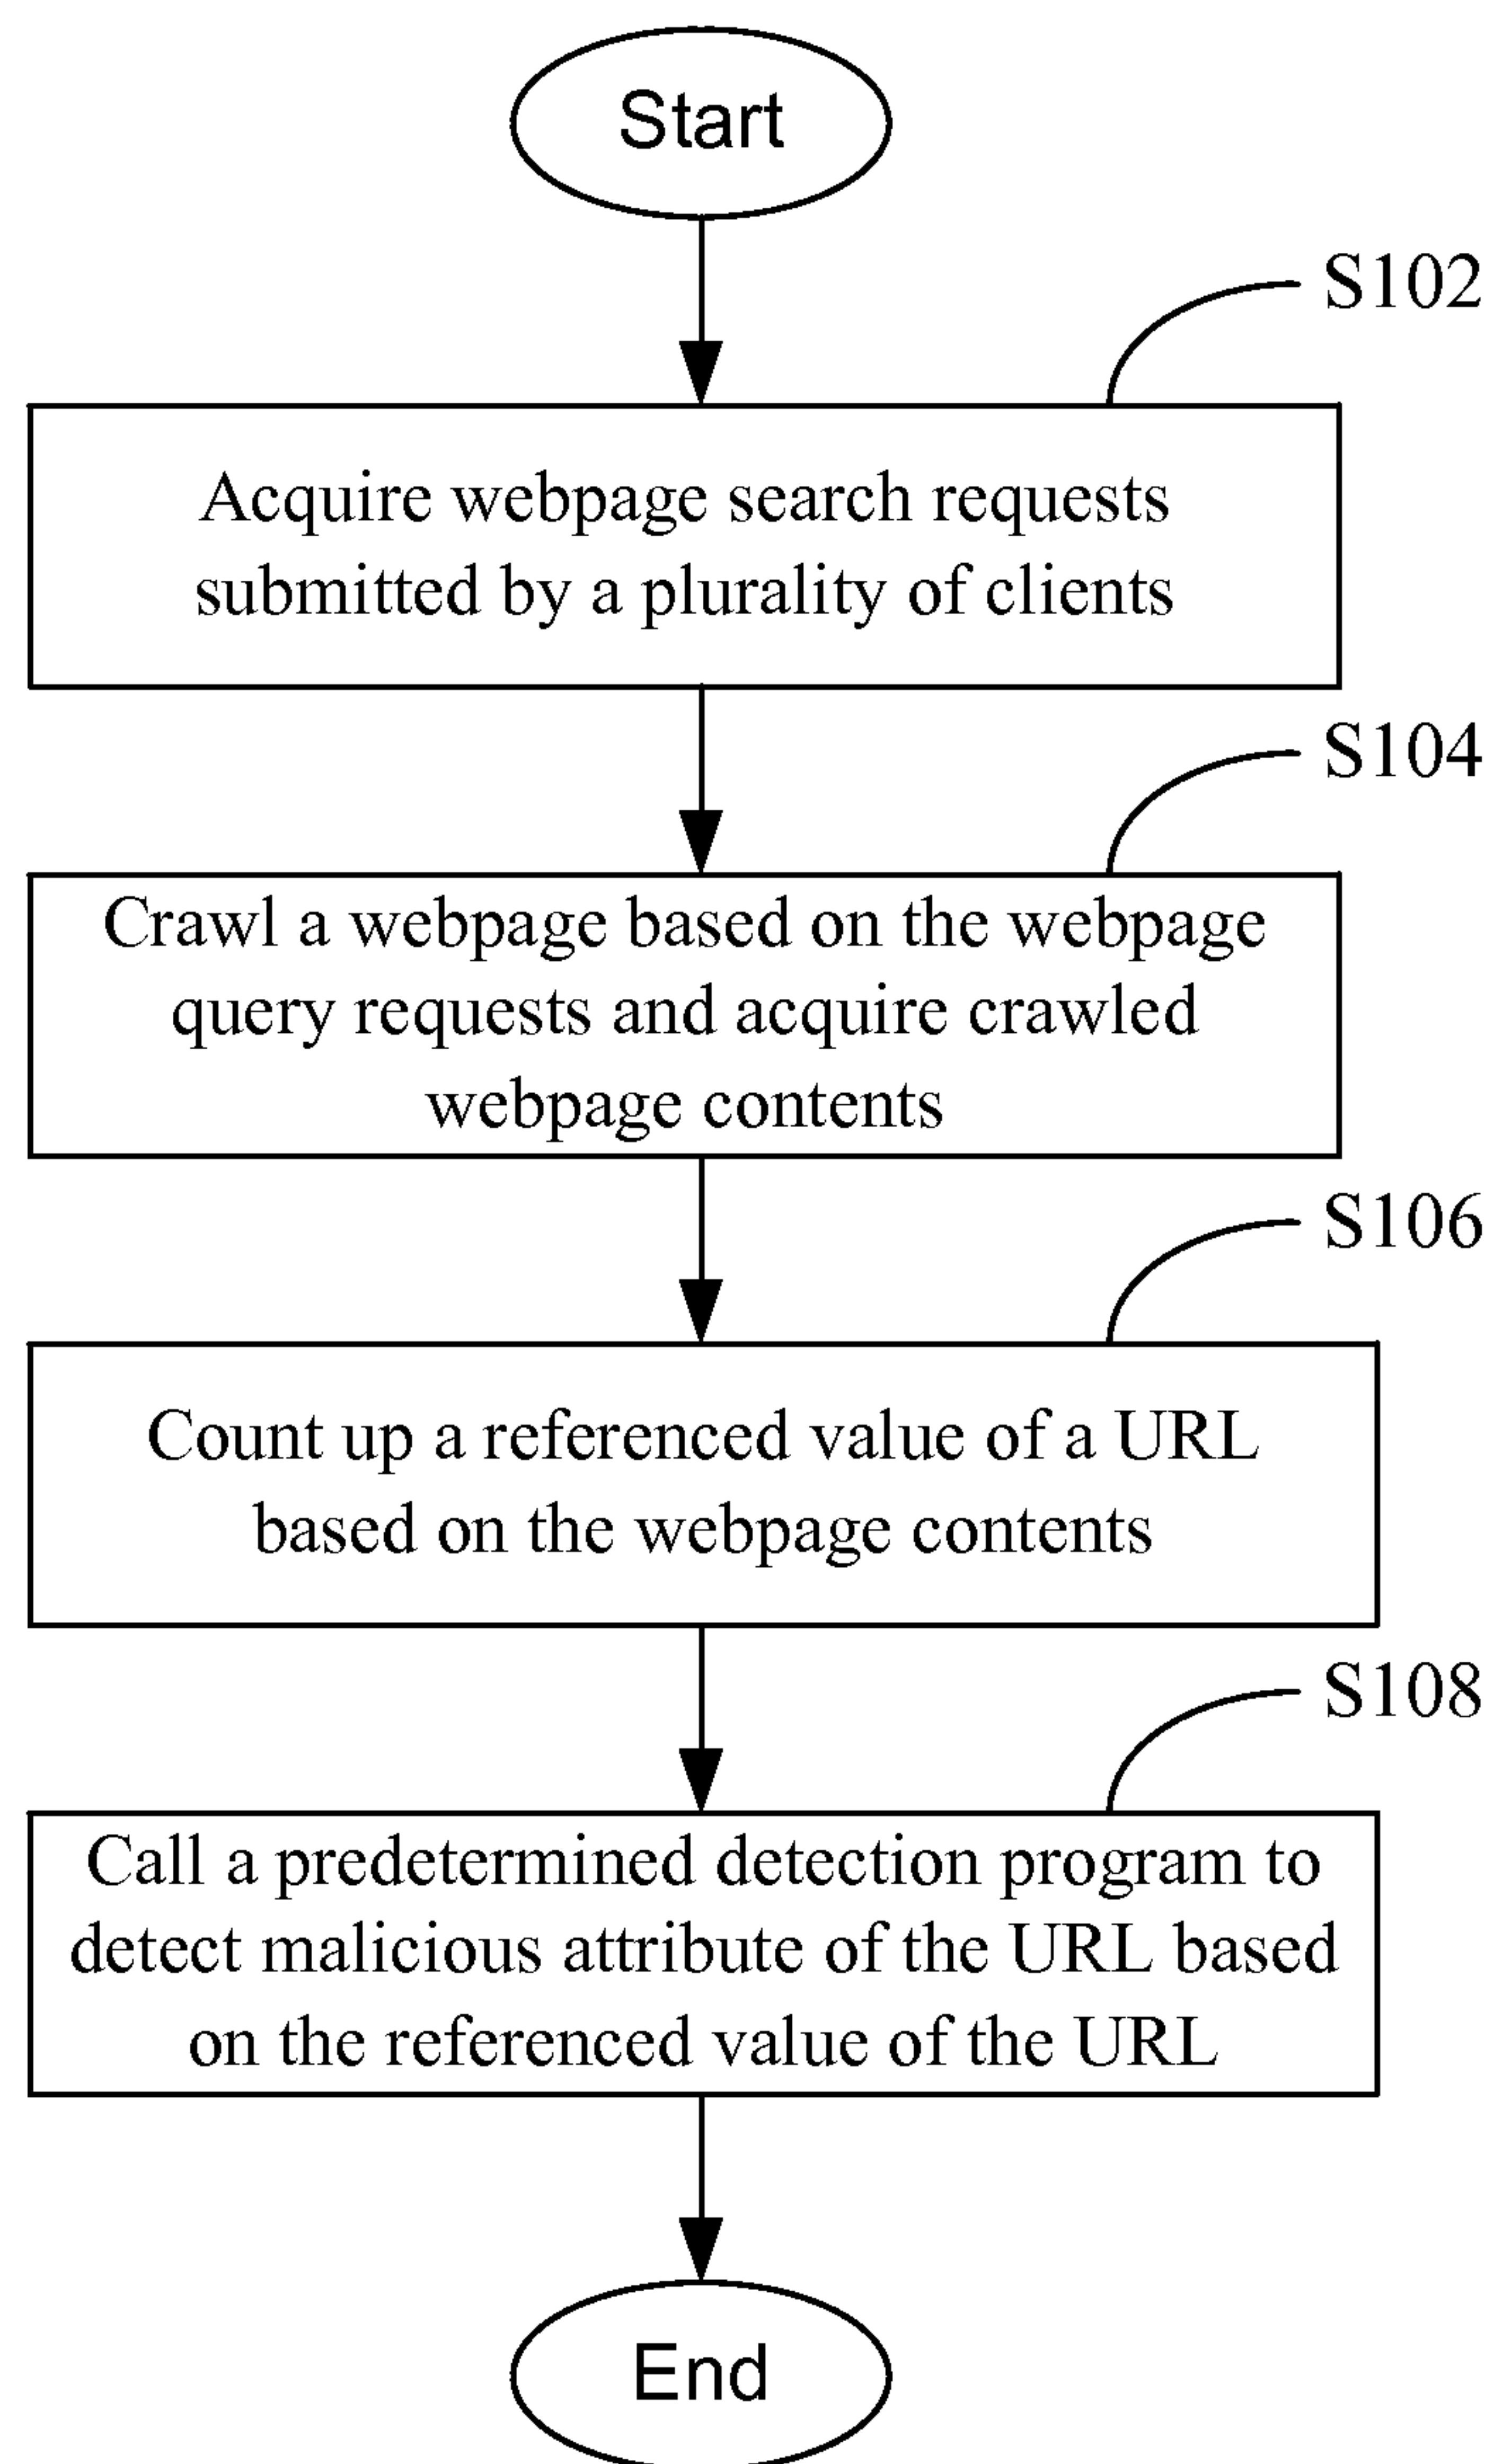 Start
S102
Acquire webpage search requests
submitted by a plurality of clients
S104
Crawl a webpage based on the webpage
query requests and acquire crawled
webpage contents
S106
Count up a referenced value of a URL
based on the webpage contents
S108
Call a predetermined detection program to
detect malicious attribute of the URL based
on the referenced value of the URL
End